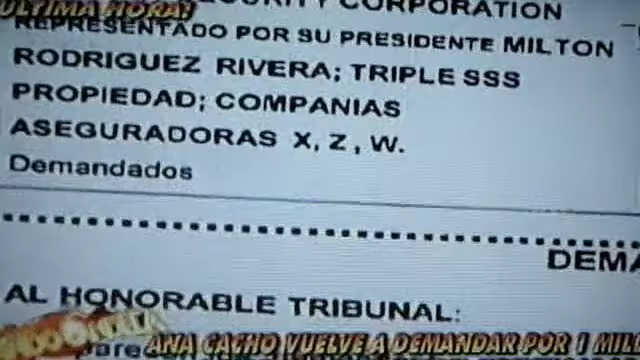 ULTIMA HORA!
CORPORATION
REPRESENTADO POR SU PRESIDENTE MILTON
RODRIGUEZ RIVERA; TRIPLE SSS
PROPIEDAD; COMPANIAS
ASEGURADORAS X, Z, W.
Demandados
DEMA
AL HONORABLE TRIBUNAL:
ANA CACHO VUELVE A DEMANDAR POR 1 MIL